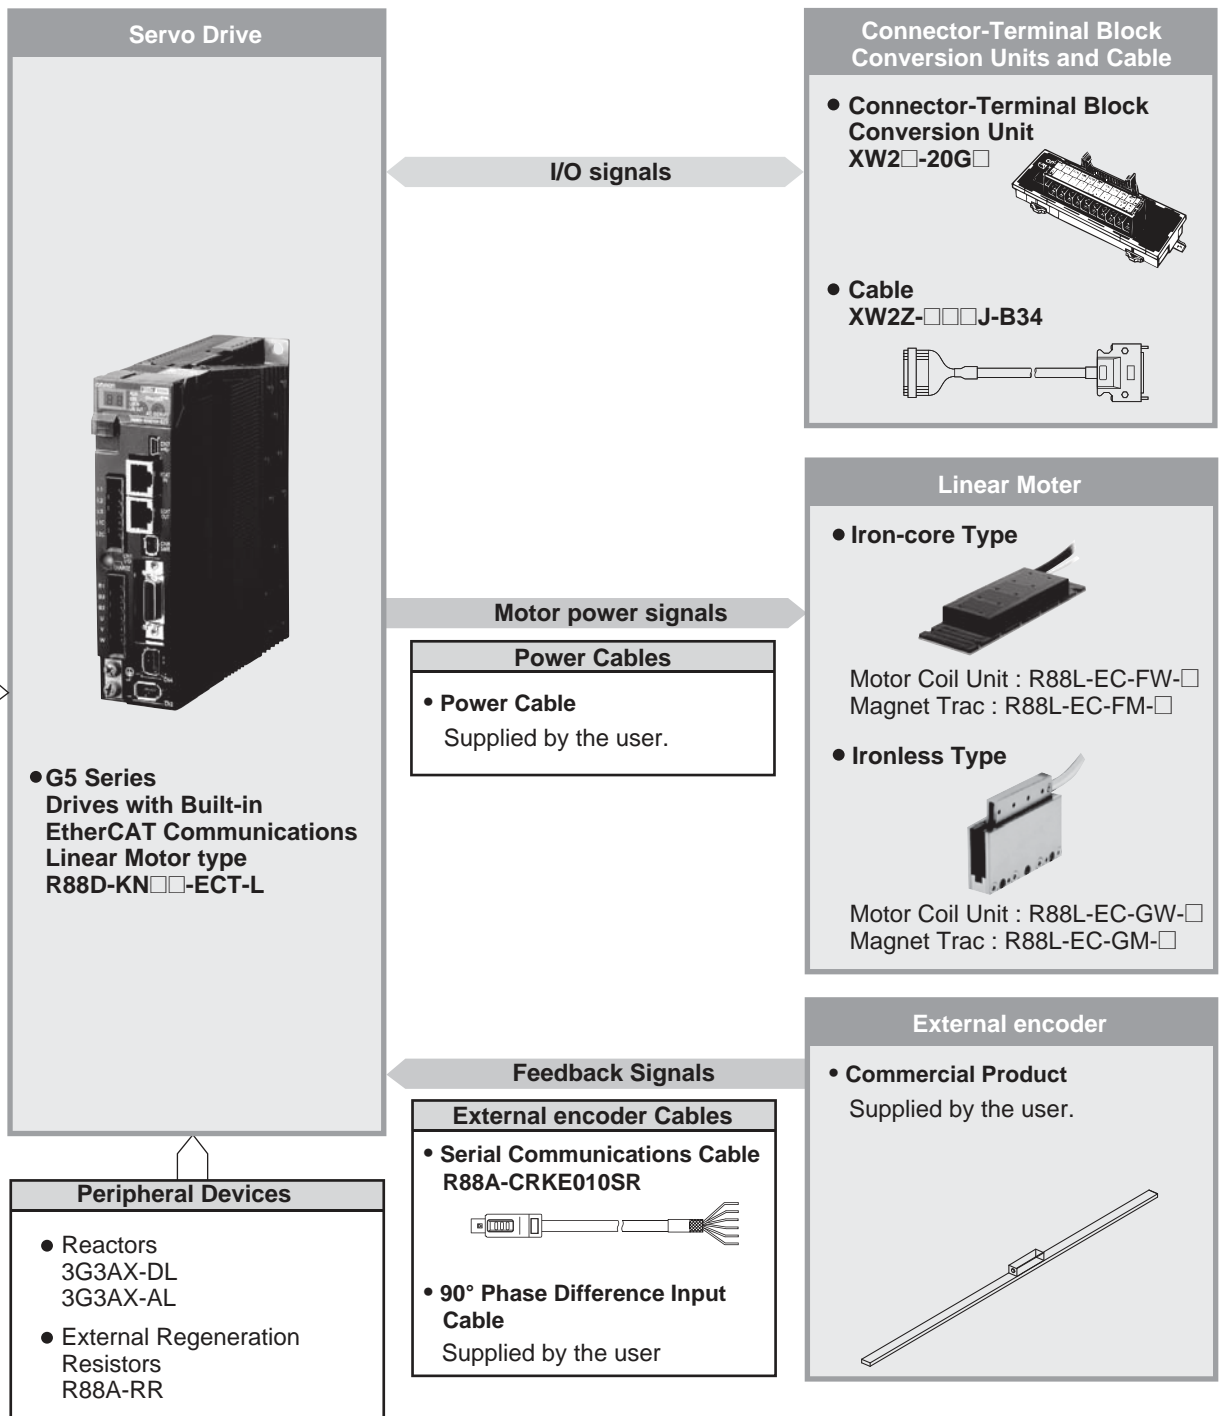 Servo Drive
● G5 Series
Drives with Built-in
EtherCAT Communications
Linear Motor type
R88D-KN□□-ECT-L
Peripheral Devices
● Reactors
3G3AX-DL
3G3AX-AL
● External Regeneration
Resistors
R88A-RR
I/O signals
Motor power signals
Power Cables
• Power Cable
Supplied by the user.
Feedback Signals
External encoder Cables
• Serial Communications Cable
R88A-CRKE010SR
• 90° Phase Difference Input
Cable
Supplied by the user
Connector-Terminal Block
Conversion Units and Cable
● Connector-Terminal Block
Conversion Unit
XW2□-20G□
● Cable
XW2Z-□□□J-B34
Linear Moter
● Iron-core Type
Motor Coil Unit : R88L-EC-FW-□
Magnet Trac : R88L-EC-FM-□
● Ironless Type
Motor Coil Unit : R88L-EC-GW-□
Magnet Trac : R88L-EC-GM-□
External encoder
• Commercial Product
Supplied by the user.